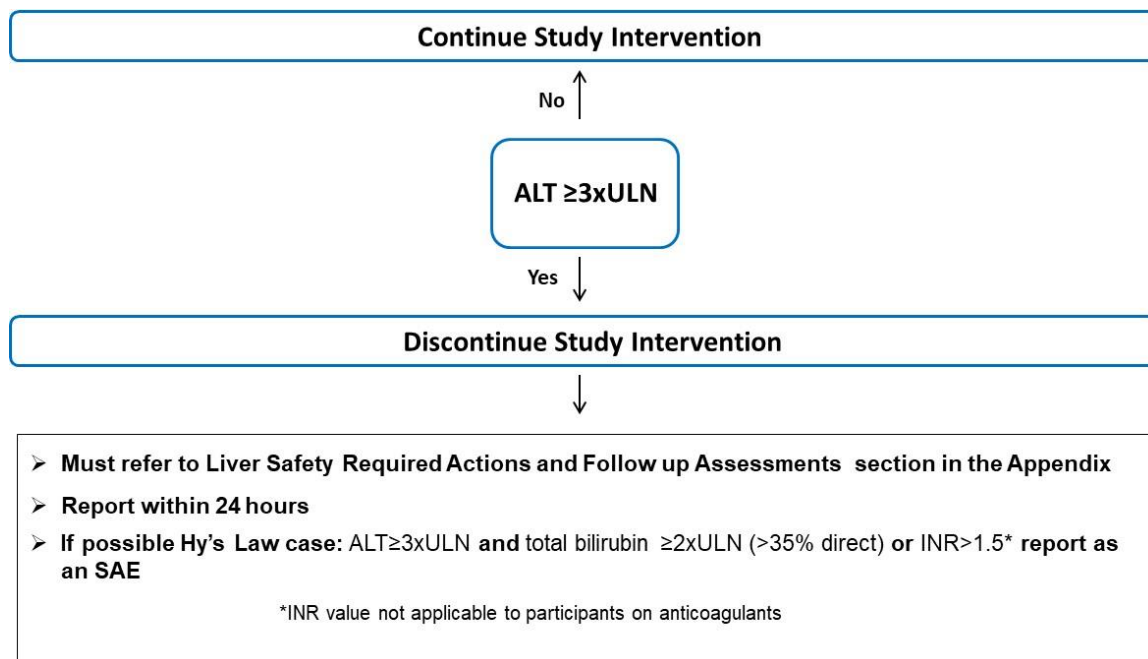 Continue Study Intervention
No
ALT ≥3xULN
Yes
Discontinue Study Intervention
➢ Must refer to Liver Safety Required Actions and Follow up Assessments section in the Appendix
➢ Report within 24 hours
➢ If possible Hy’s Law case: ALT≥3xULN and total bilirubin ≥2xULN (>35% direct) or INR>1.5* report as
an SAE
*INR value not applicable to participants on anticoagulants